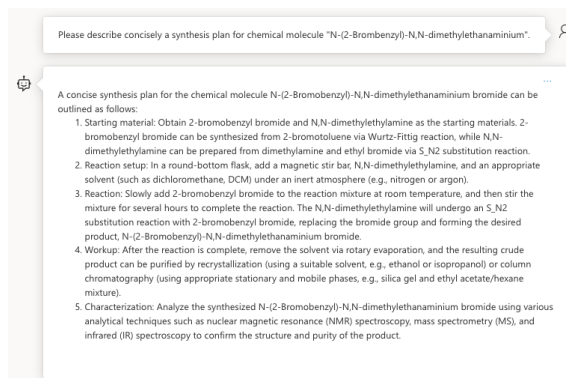 Please describe concisely a synthesis plan for chemical molecule "N-(2-Brombenzyl)-N,N-dimethylethanaminium".
...
A concise synthesis plan for the chemical molecule N-(2-Bromobenzyl)-N,N-dimethylethanaminium bromide can be
outlined as follows:
1. Starting material: Obtain 2-bromobenzyl bromide and N,N-dimethylethylamine as the starting materials. 2-
bromobenzyl bromide can be synthesized from 2-bromotoluene via Wurtz-Fittig reaction, while N,N-
dimethylethylamine can be prepared from dimethylamine and ethyl bromide via S_N2 substitution reaction.
2. Reaction setup: In a round-bottom flask, add a magnetic stir bar, N,N-dimethylethylamine, and an appropriate
solvent (such as dichloromethane, DCM) under an inert atmosphere (e.g., nitrogen or argon).
3. Reaction: Slowly add 2-bromobenzyl bromide to the reaction mixture at room temperature, and then stir the
mixture for several hours to complete the reaction. The N,N-dimethylethylamine will undergo an S_N2
substitution reaction with 2-bromobenzyl bromide, replacing the bromide group and forming the desired
product, N-(2-Bromobenzyl)-N,N-dimethylethanaminium bromide.
4. Workup: After the reaction is complete, remove the solvent via rotary evaporation, and the resulting crude
product can be purified by recrystallization (using a suitable solvent, e.g., ethanol or isopropanol) or column
chromatography (using appropriate stationary and mobile phases, e.g., silica gel and ethyl acetate/hexane
mixture).
5. Characterization: Analyze the synthesized N-(2-Bromobenzyl)-N,N-dimethylethanaminium bromide using various
analytical techniques such as nuclear magnetic resonance (NMR) spectroscopy, mass spectrometry (MS), and
infrared (IR) spectroscopy to confirm the structure and purity of the product.